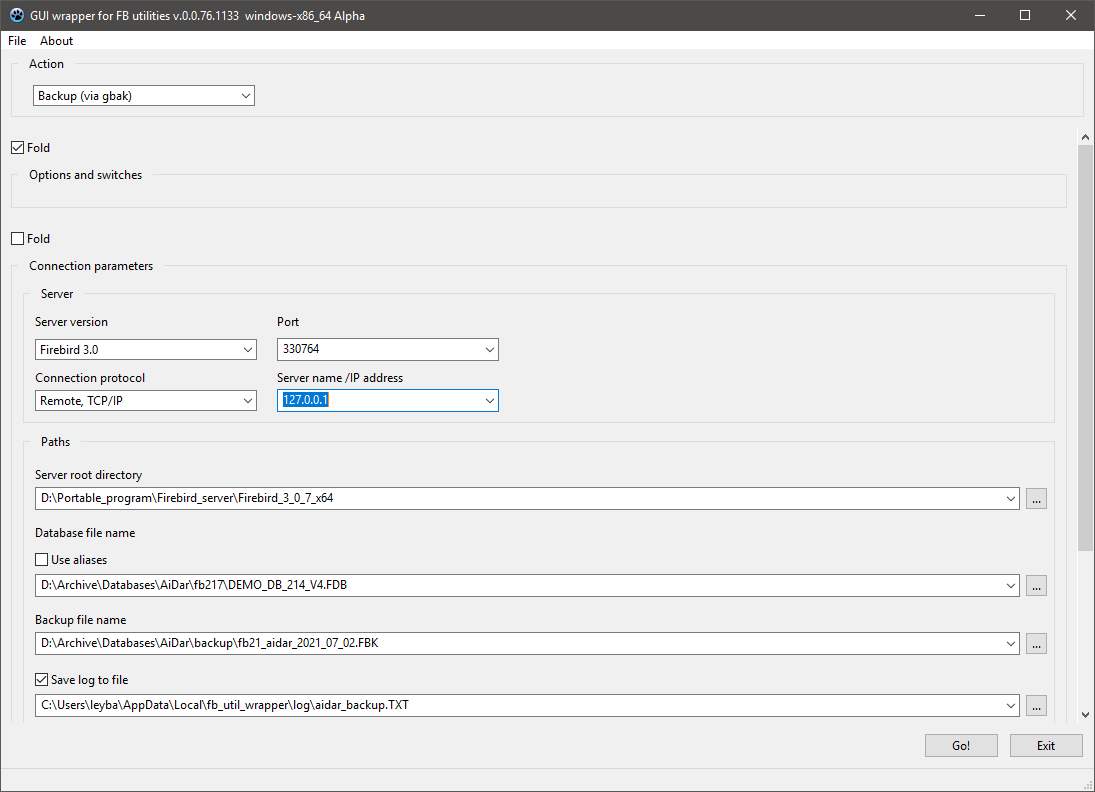 GUI wrapper for FB utilities v.0.0.76.1133 windows-x86_64 Alpha
File About
Action
Backup (via gbak)
Fold
Options and switches
Fold
Connection parameters
Server
Server version Port
Firebird 3.0 330764
Connection protocol Server name /IP address
Remote, TCP/IP 127.0.0.1
Paths
Server root directory
D:\Portable_program\Firebird_server\Firebird_3_0_7_x64 ...
Database file name
Use aliases
D:\Archive\Databases\AiDar\fb217\DEMO_DB_214_V4.FDB ...
Backup file name
D:\Archive\Databases\AiDar\backup\fb21_aidar_2021_07_02.FBK ...
Save log to file
C:\Users\leyba\AppData\Local\fb_util_wrapper\log\aidar_backup.TXT ...
Go! Exit